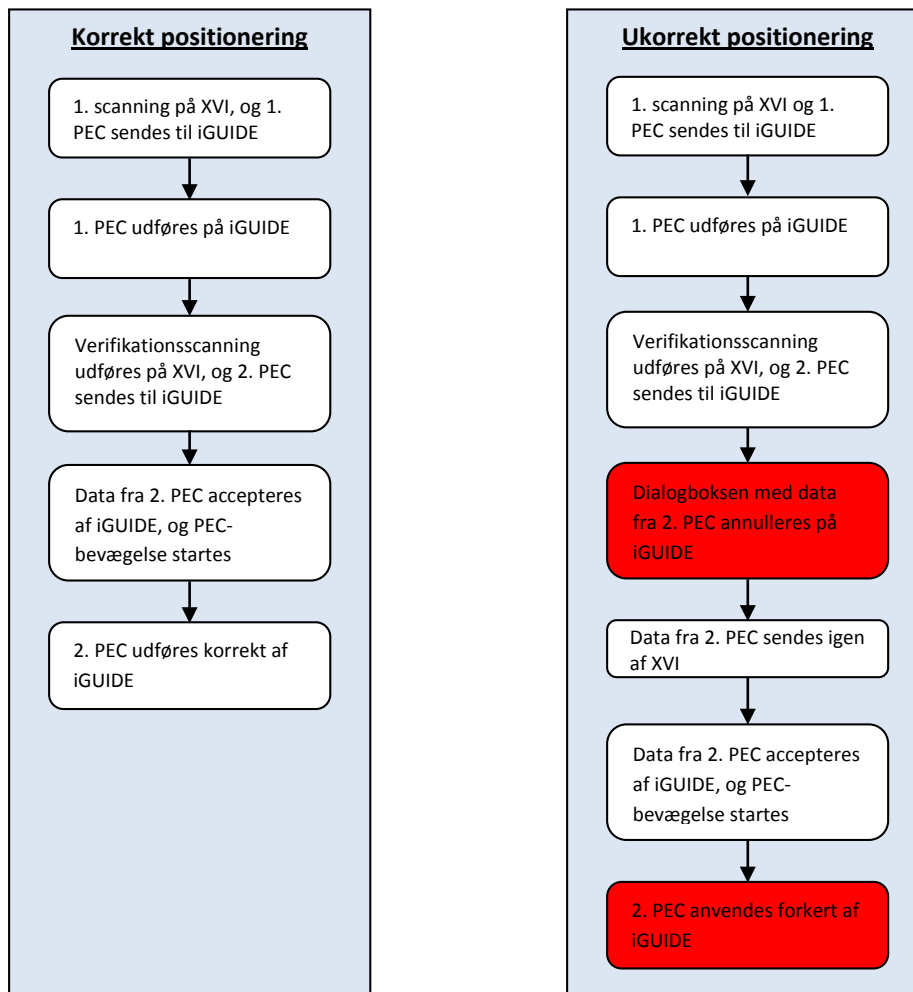 Korrekt positionering
1. scanning på XVI, og 1.
PEC sendes til iGUIDE
1. PEC udføres på iGUIDE
Verifikationsscanning
udføres på XVI, og 2. PEC
sendes til iGUIDE
Data fra 2. PEC accepteres
af iGUIDE, og PEC-
bevægelse startes
2. PEC udføres korrekt af
iGUIDE
Ukorrekt positionering
1. scanning på XVI og 1.
PEC sendes til iGUIDE
1. PEC udføres på iGUIDE
Verifikationsscanning
udføres på XVI, og 2. PEC
sendes til iGUIDE
Dialogboksen med data
fra 2. PEC annulleres på
iGUIDE
Data fra 2. PEC sendes igen
af XVI
Data fra 2. PEC accepteres
af iGUIDE, og PEC-
bevægelse startes
2. PEC anvendes forkert af
iGUIDE